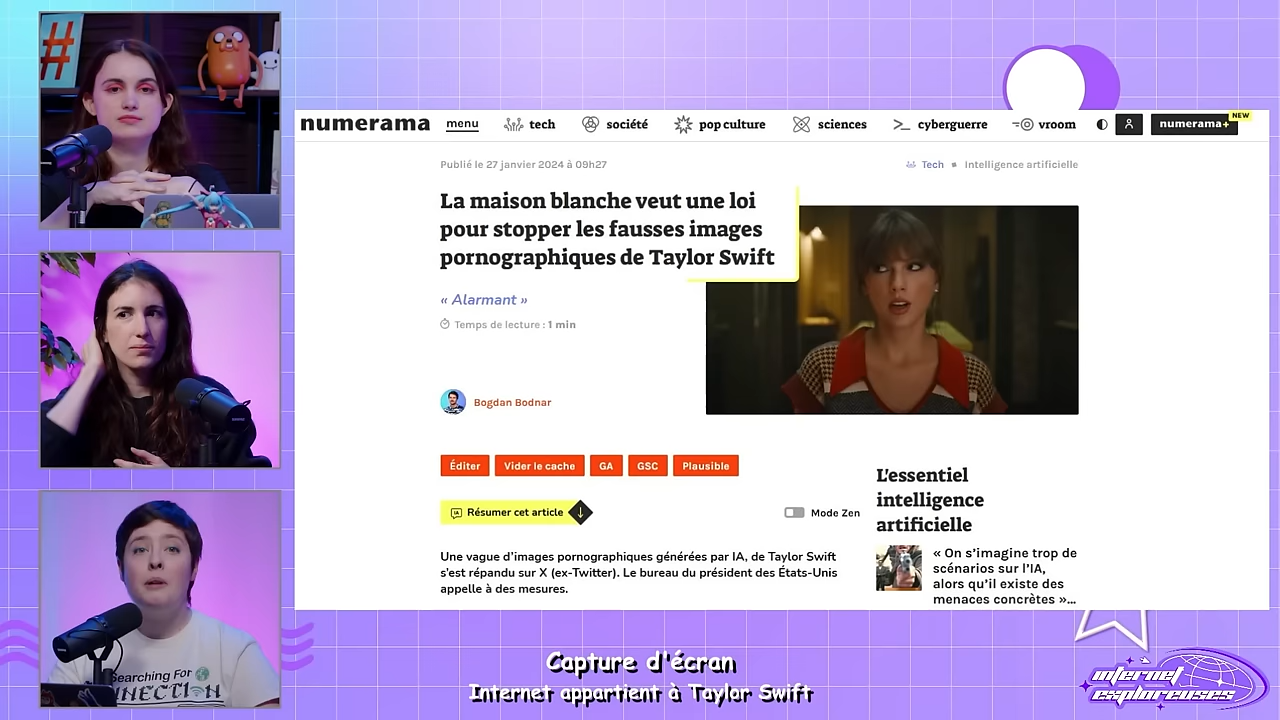 #
numerama
menu
tech
société
pop culture
sciences
cyberguerre
vroom
numerama+
NEW
Publié le 27 janvier 2024 à 09h27
Tech
Intelligence artificielle
La maison blanche veut une loi
pour stopper les fausses images
pornographiques de Taylor Swift
« Alarmant »
Temps de lecture : 1 min
Bogdan Bodnar
Éditer
Vider le cache
GA
GSC
Plausible
Résumer cet article
Mode Zen
Une vague d’images pornographiques générées par IA, de Taylor Swift
s’est répandu sur X (ex-Twitter). Le bureau du président des États-Unis
appelle à des mesures.
L'essentiel
intelligence
artificielle
« On s’imagine trop de
scénarios sur l’IA,
alors qu’il existe des
menaces concrètes »...
Searching For
Capture d'écran
Internet appartient à Taylor Swift
internet
exploreuses